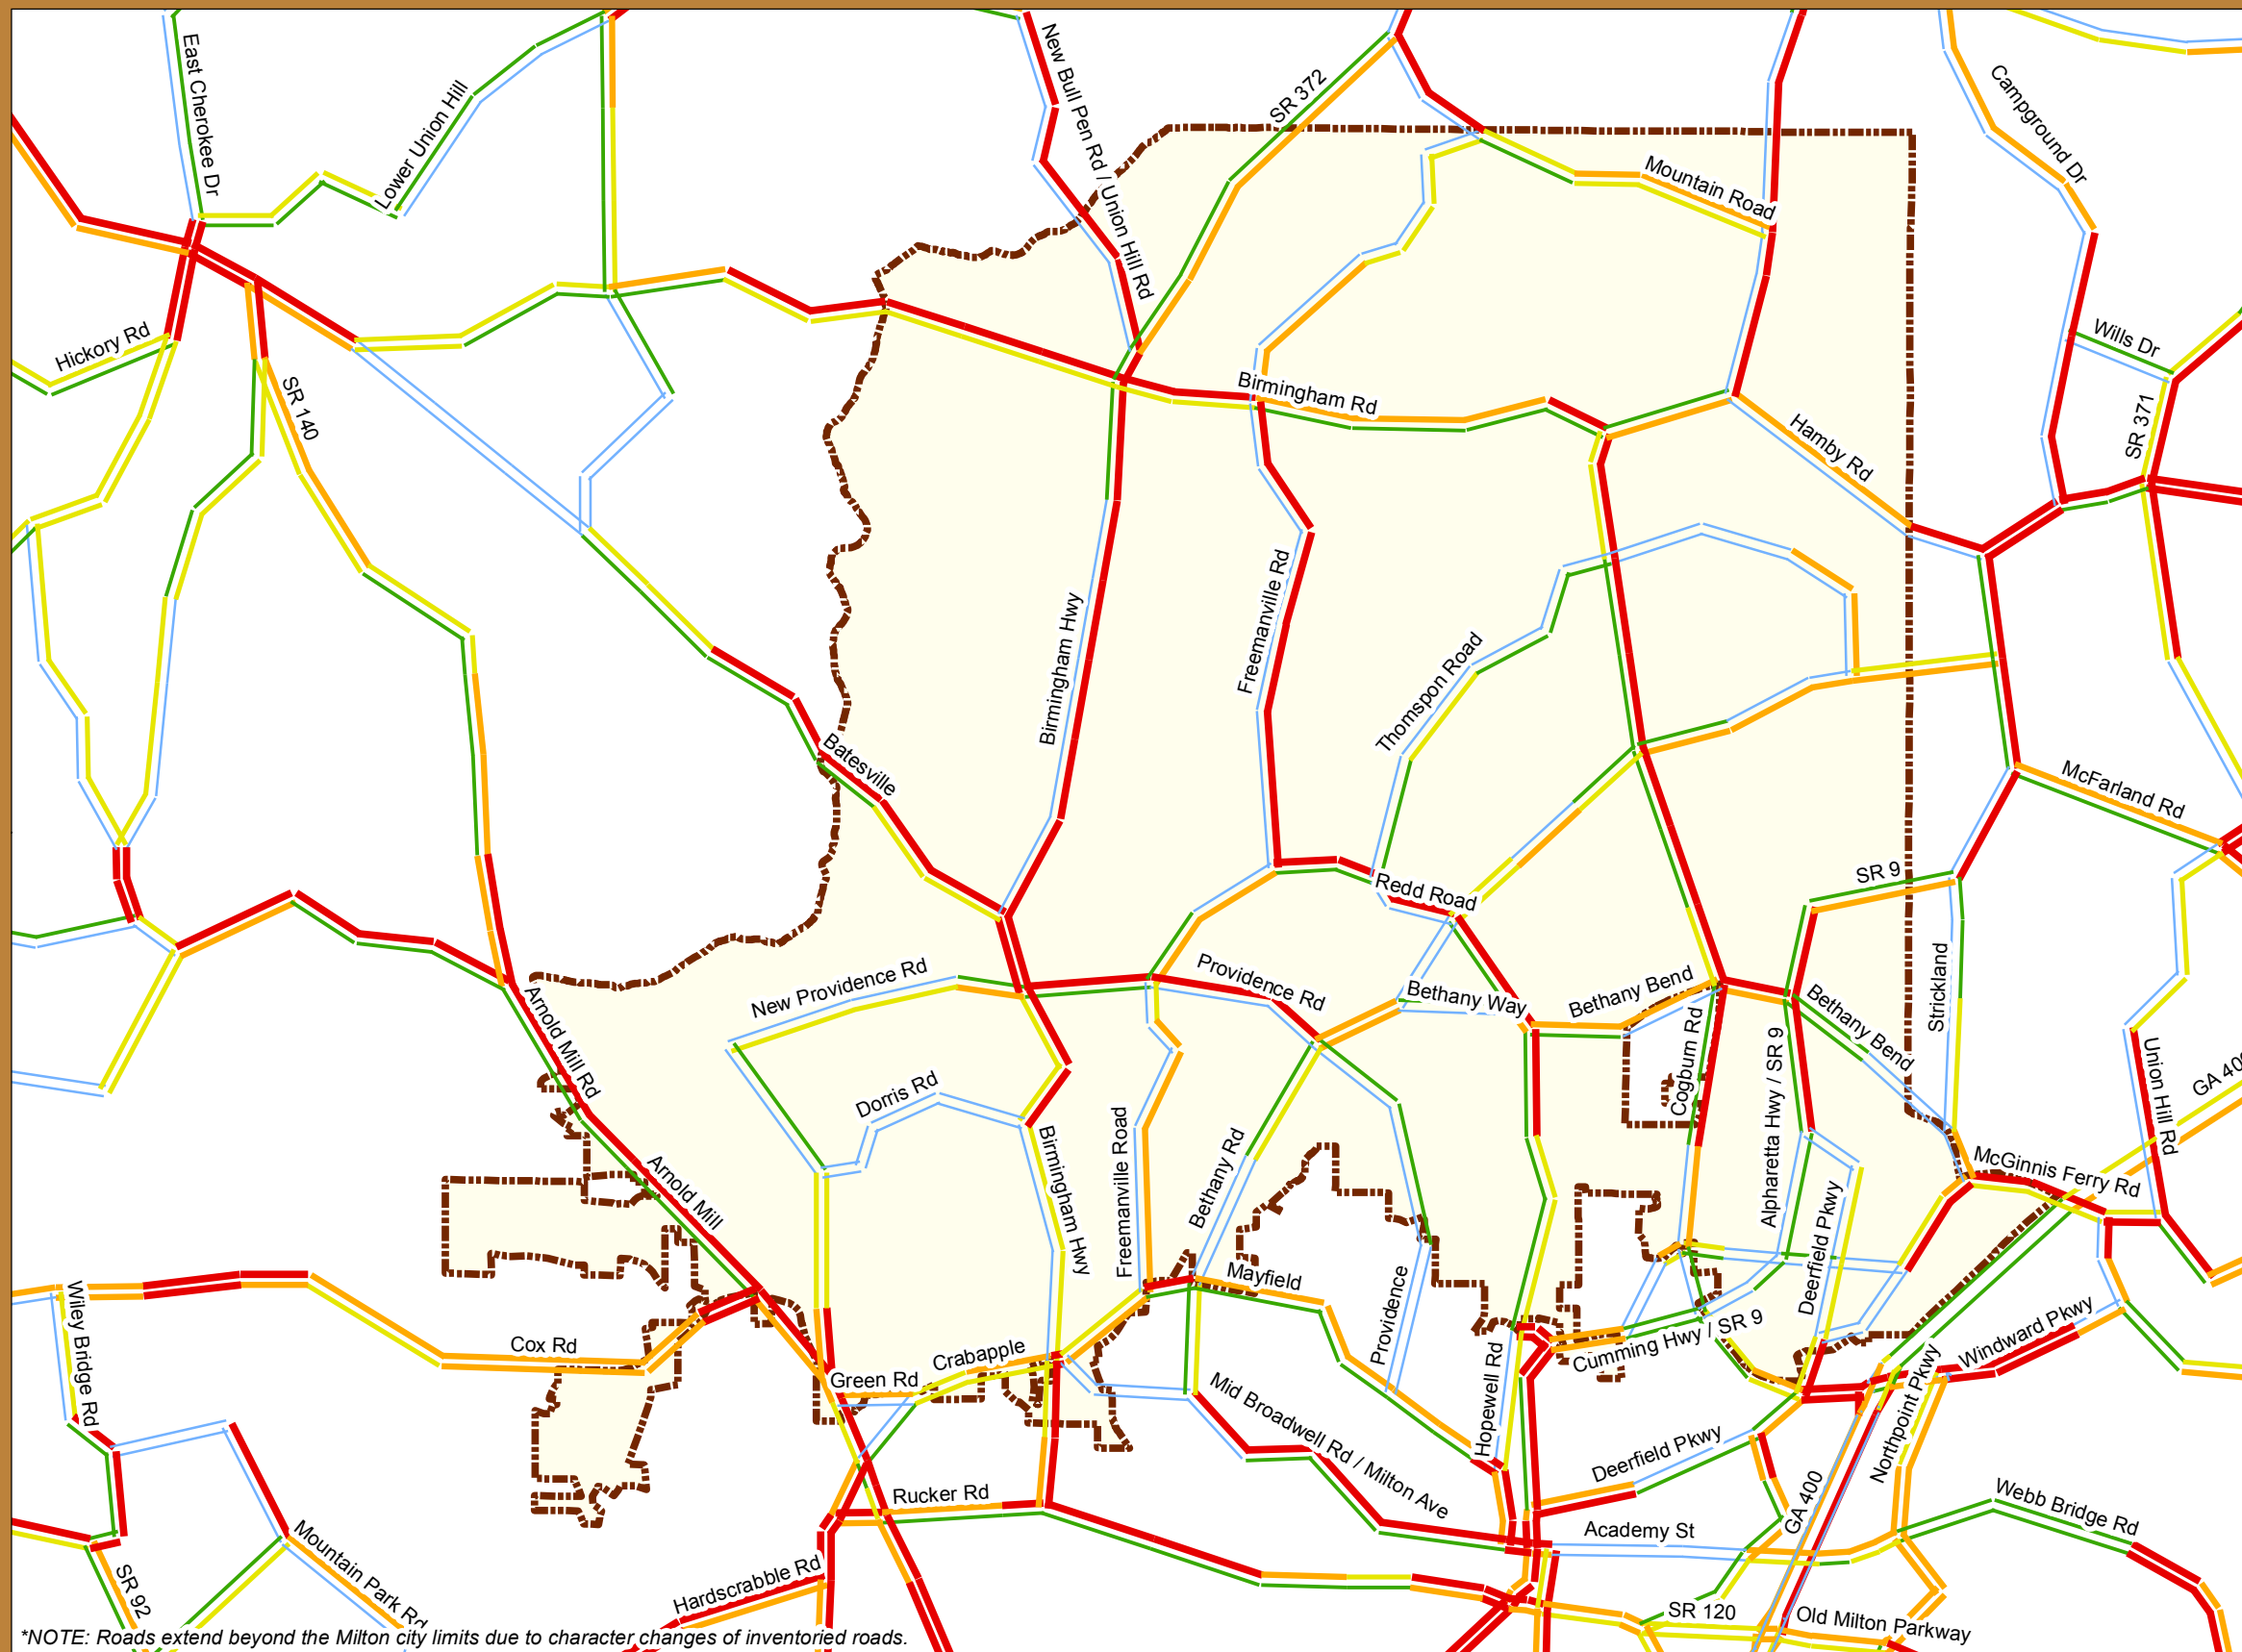 East Cherokee Dr
Lower Union Hill
New Bull Pen Rd / Union Hill Rd
SR 372
Mountain Road
Campground Dr
Hickory Rd
SR 140
Wills Dr
SR 371
Birmingham Rd
Hamby Rd
Birmingham Hwy
Freemanville Rd
Thomspon Road
Batesville
McFarland Rd
Redd Road
SR 9
Strickland
New Providence Rd
Providence Rd
Bethany Way
Bethany Bend
Cogburn Rd
Alpharetta Hwy / SR 9
Bethany Bend
Union Hill Rd
GA 400
Arnold Mill Rd
Dorris Rd
Arnold Mill
Birmingham Hwy
Freemanville Road
Bethany Rd
McGinnis Ferry Rd
Deerfield Pkwy
Mayfield
Providence
Hopewell Rd
Cumming Hwy / SR 9
Windward Pkwy
Wiley Bridge Rd
Cox Rd
Green Rd
Crabapple
Mid Broadwell Rd / Milton Ave
Deerfield Pkwy
Northpoint Pkwy
GA 400
Webb Bridge Rd
Rucker Rd
Academy St
Mountain Park Rd
SR 92
Hardscrabble Rd
SR 120
Old Milton Parkway
*NOTE: Roads extend beyond the Milton city limits due to character changes of inventoried roads.